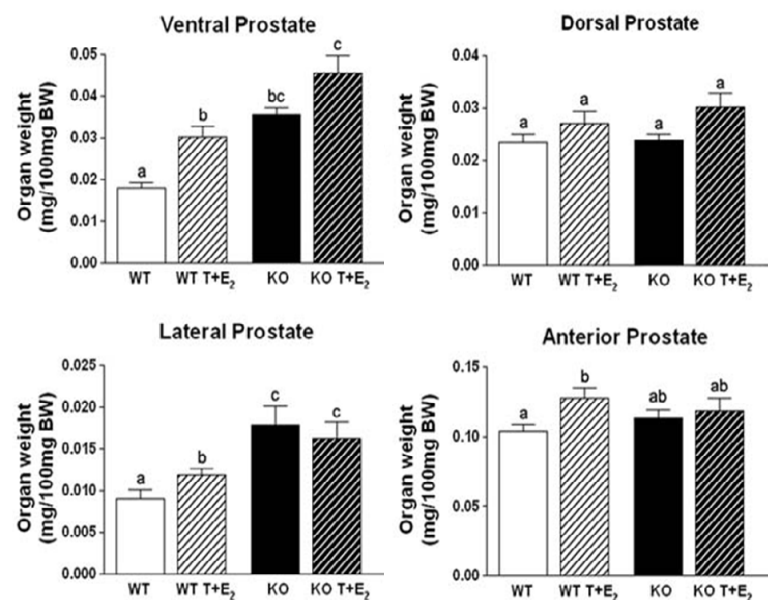 Ventral Prostate
Organ weight
(mg/100mg BW)
0.05
0.04
0.03
0.02
0.01
0.00
a
b
bc
c
WT
WT T+E₂
KO
KO T+E₂
Dorsal Prostate
Organ weight
(mg/100mg BW)
0.04
0.03
0.02
0.01
0.00
a
a
a
a
WT
WT T+E₂
KO
KO T+E₂
Lateral Prostate
Organ weight
(mg/100mg BW)
0.025
0.020
0.015
0.010
0.005
0.000
a
b
c
c
WT
WT T+E₂
KO
KO T+E₂
Anterior Prostate
Organ weight
(mg/100mg BW)
0.15
0.10
0.05
0.00
a
b
ab
ab
WT
WT T+E₂
KO
KO T+E₂